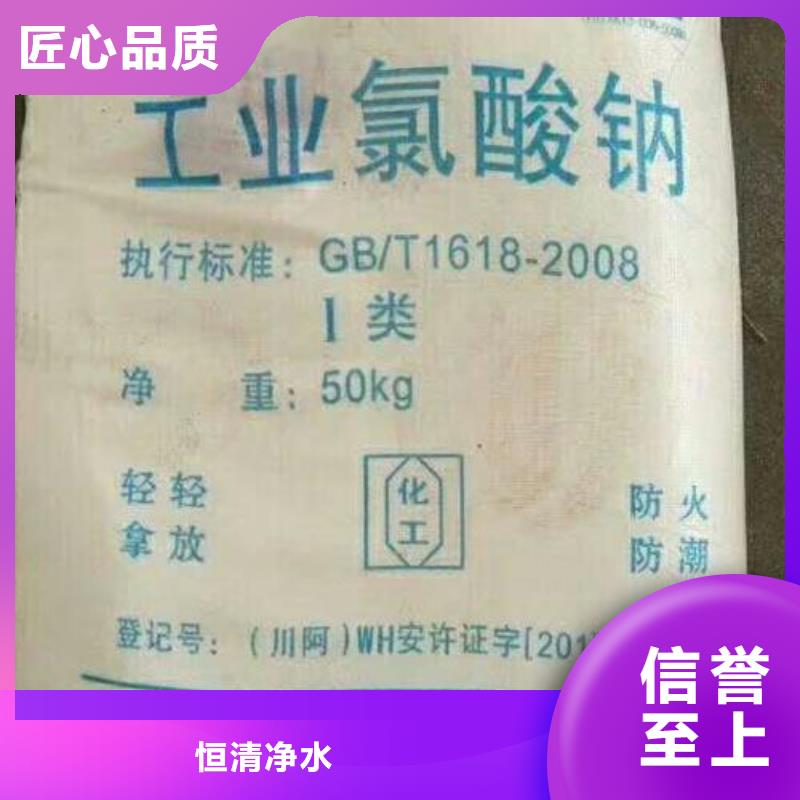 匠心品质
工业氯酸钠
执行标准：GB/T1618-2008
I 类
净 重：50kg
轻轻
拿放
化
工
防火
防潮
登记号：（川阿）WH安许证字[201
信誉
至上
恒清净水